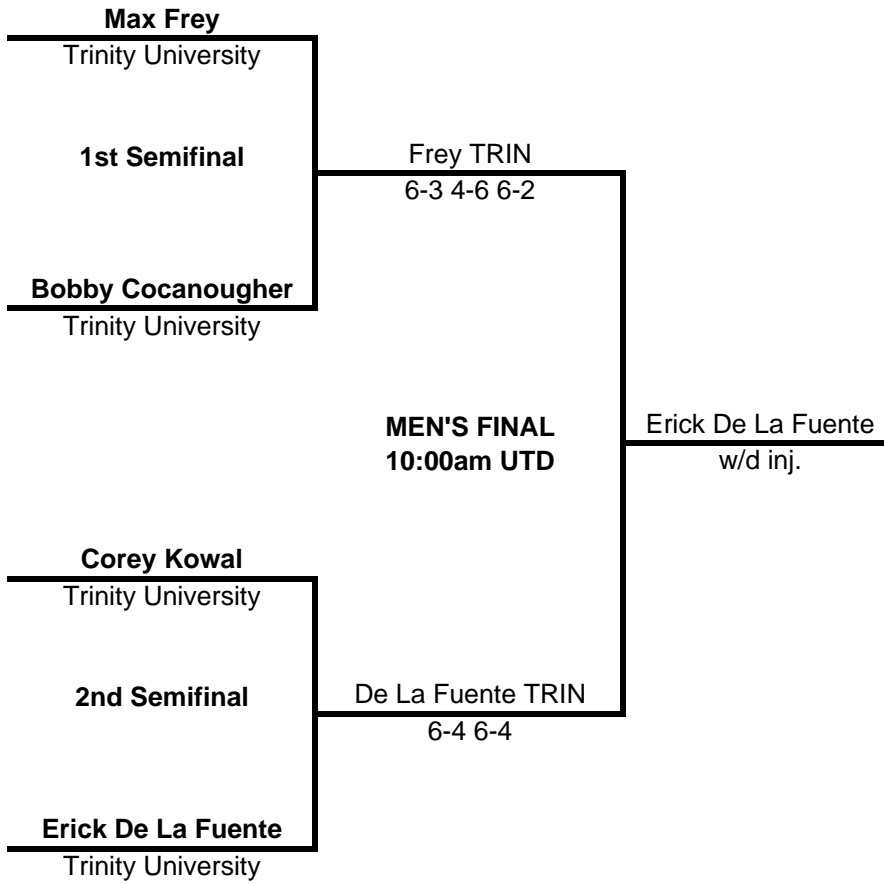 Max Frey
Trinity University
1st Semifinal
Frey TRIN
6-3 4-6 6-2
Bobby Cocanougher
Trinity University
MEN'S FINAL
10:00am UTD
Erick De La Fuente
w/d inj.
Corey Kowal
Trinity University
2nd Semifinal
De La Fuente TRIN
6-4 6-4
Erick De La Fuente
Trinity University